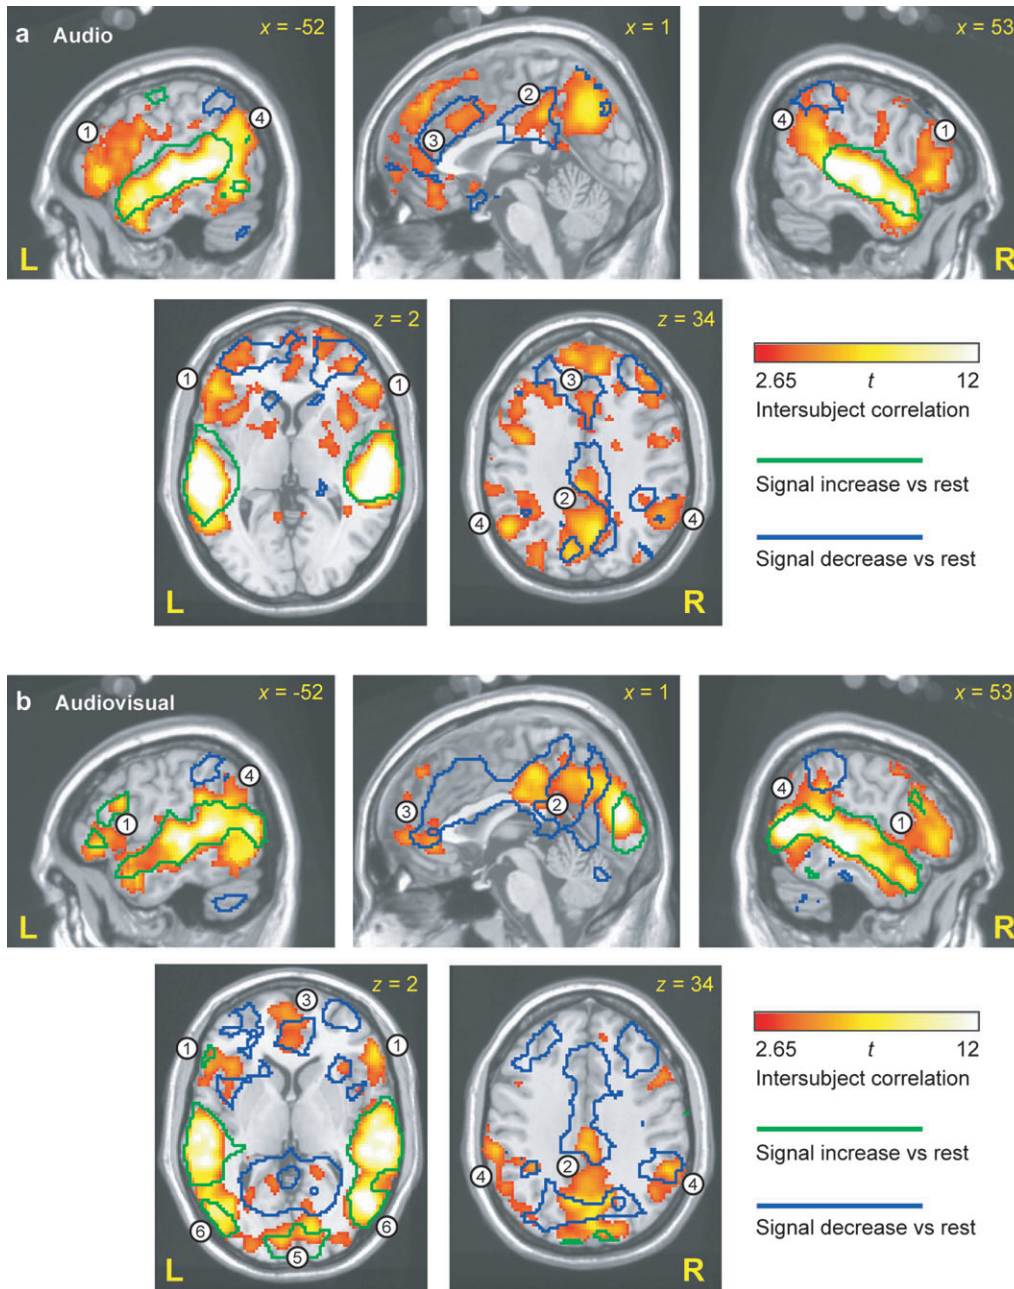 a Audio
x = -52
x = 1
x = 53
1
4
2
3
4
1
L
R
z = 2
z = 34
1
1
3
2
4
4
L
R
2.65 t 12
Intersubject correlation
Signal increase vs rest
Signal decrease vs rest
b Audiovisual
x = -52
x = 1
x = 53
4
1
3
2
4
1
L
R
z = 2
z = 34
3
1
1
6
6
5
2
4
4
L
R
2.65 t 12
Intersubject correlation
Signal increase vs rest
Signal decrease vs rest